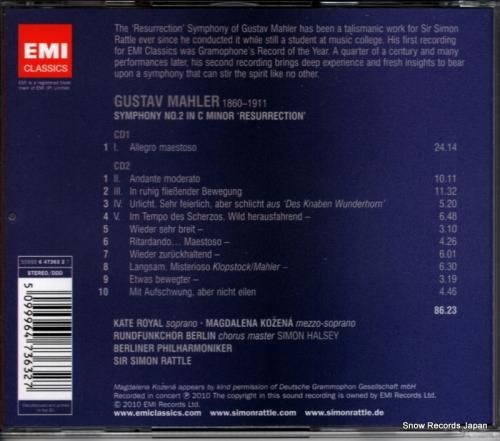 The 'Resurrection' Symphony of Gustav Mahler has been a talismanic work for Sir Simon
Rattle ever since he conducted it while still a student at music college. His first recording
for EMI Classics was Gramophone's Record of the Year. A quarter of a century and many
performances later, his second recording brings deep experience and fresh insights to bear
upon a symphony that can stir the spirit like no other.
EMI
CLASSICS
EMI is a registered trade
mark of EMI (IP) Limited
GUSTAV MAHLER 1860–1911
SYMPHONY NO.2 IN C MINOR 'RESURRECTION'
CD1
1 I. Allegro maestoso 24.14
CD2
1 II. Andante moderato 10.11
2 III. In ruhig fließender Bewegung 11.32
3 IV. Urlicht. Sehr feierlich, aber schlicht aus 'Des Knaben Wunderhorn' 5.20
4 V. Im Tempo des Scherzos. Wild herausfahrend – 6.48
5 Wieder sehr breit – 3.10
6 Ritardando... Maestoso – 4.26
7 Wieder zurückhaltend – 6.01
8 Langsam. Misterioso Klopstock/Mahler – 6.30
9 Etwas bewegter – 3.19
10 Mit Aufschwung, aber nicht eilen 4.46
86.23
50999 6 47363 2 7
STEREO/DDD
5 099964 736327
KATE ROYAL soprano · MAGDALENA KOŽENÁ mezzo-soprano
RUNDFUNKCHOR BERLIN chorus master SIMON HALSEY
BERLINER PHILHARMONIKER
SIR SIMON RATTLE
Magdalena Kožená appears by kind permission of Deutsche Grammophon Gesellschaft mbH
Recorded in concert ℗ 2010 The copyright in this sound recording is owned by EMI Records Ltd.
© 2010 EMI Records Ltd.
www.emiclassics.com www.simonrattle.com www.simonrattle.de
Snow Records Japan